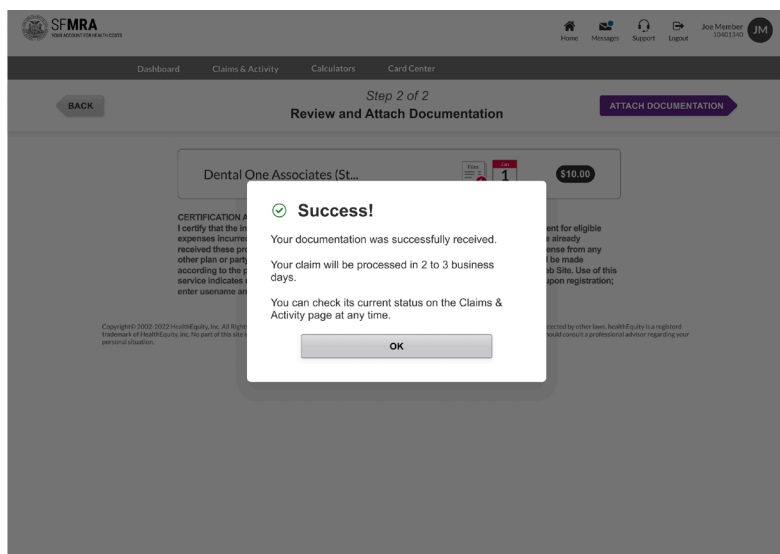 SFMRA
YOUR ACCOUNT FOR HEALTH COSTS
Home
Messages
Support
Logout
Joe Member
10401340
JM
Dashboard
Claims & Activity
Calculators
Card Center
BACK
Step 2 of 2
Review and Attach Documentation
ATTACH DOCUMENTATION
Dental One Associates (St...
Files
Jan
1
$10.00
Success!
Your documentation was successfully received.
Your claim will be processed in 2 to 3 business
days.
You can check its current status on the Claims &
Activity page at any time.
OK
CERTIFICATION A
I certify that the in
ent for eligible
expenses incurre
e already
received these pro
ense from any
other plan or party
l be made
according to the p
eb Site. Use of this
service indicates
upon registration;
enter usename an
Copyright© 2002-2022 HealthEquity, Inc. All Right
tected by other laws. healthEquity is a registerd
trademark of HealthEquity, inc. No part of this site
hould consult a professional advisor regarding your
personal situation.